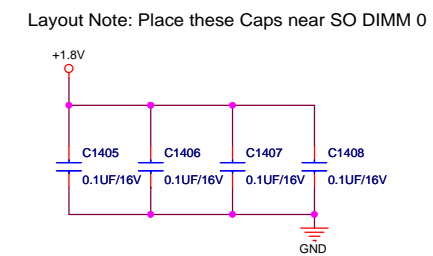 Layout Note: Place these Caps near SO DIMM 0
+1.8V
C1405 C1406 C1407 C1408
0.1UF/16V 0.1UF/16V 0.1UF/16V 0.1UF/16V
GND